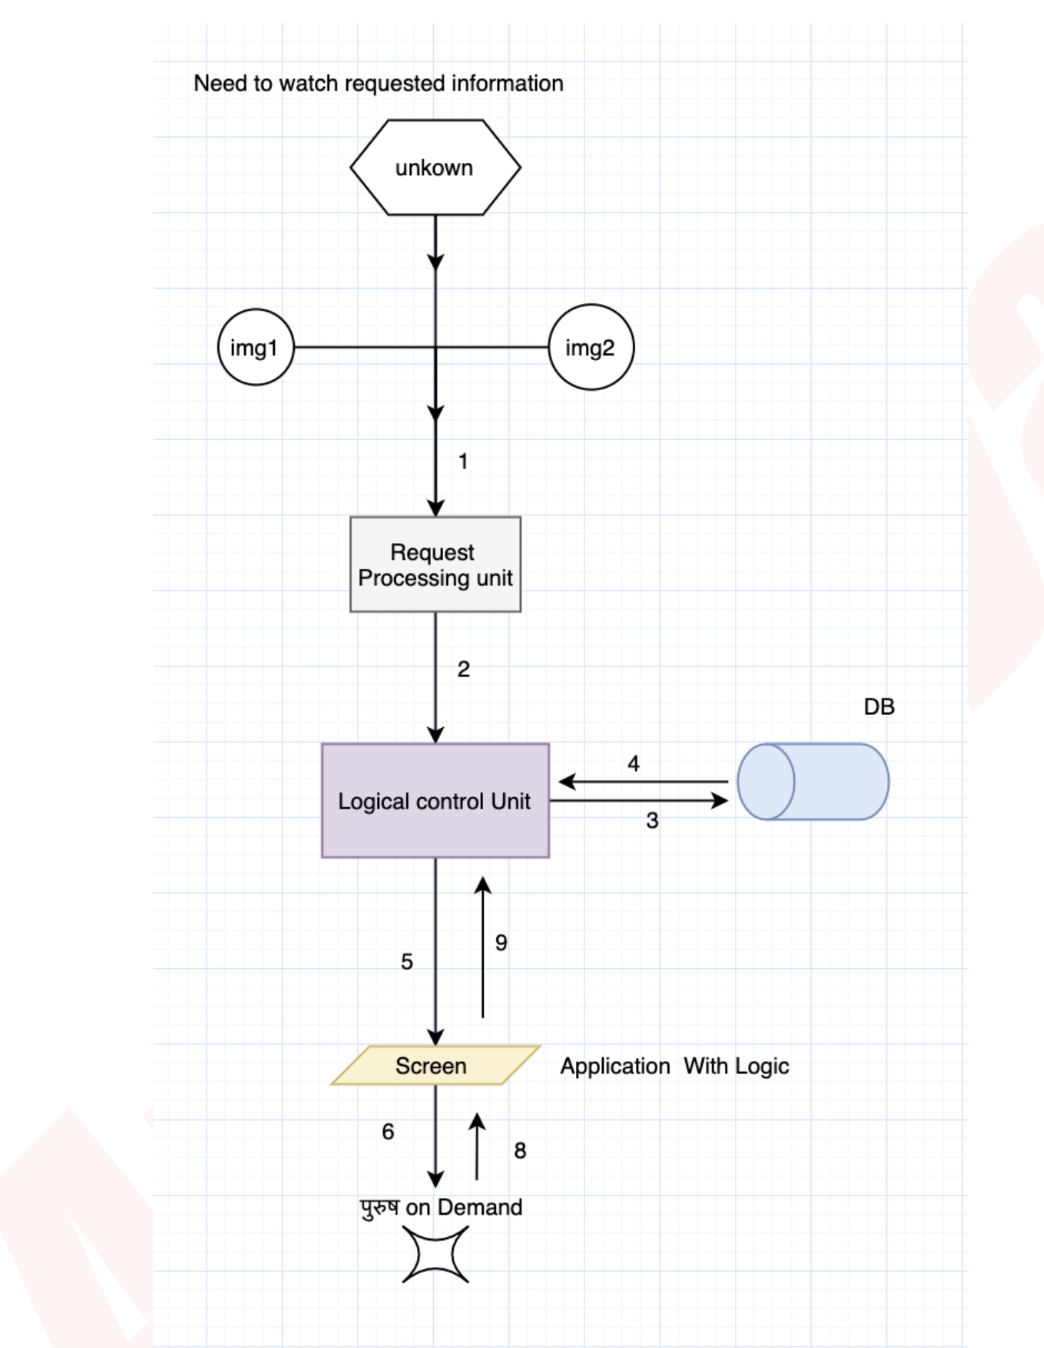 Need to watch requested information
unkown
img1
img2
1
Request
Processing unit
2
DB
4
Logical control Unit
3
9
5
Screen
Application With Logic
6
8
पुरुष on Demand